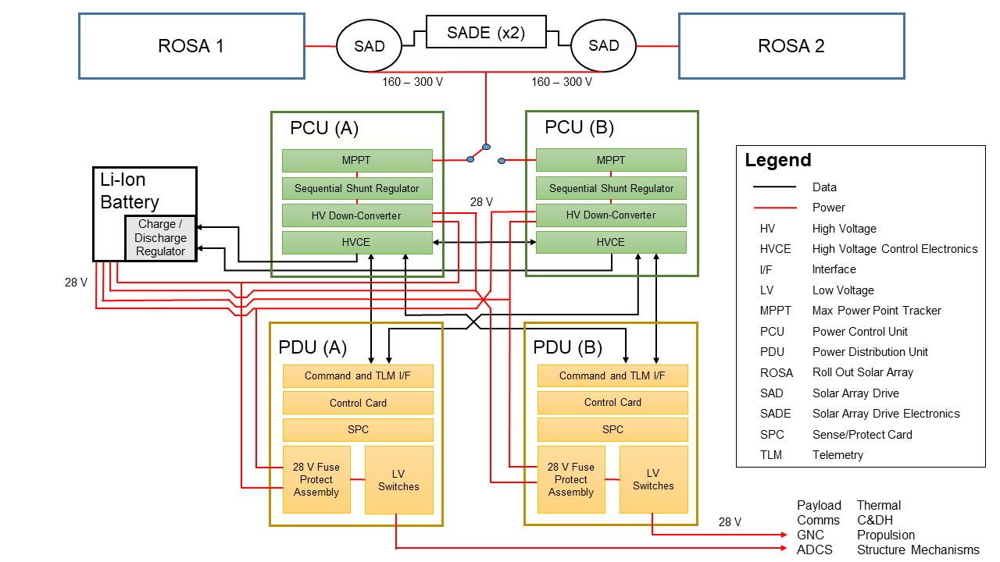 ROSA 1
SAD
SADE (x2)
SAD
ROSA 2
160 – 300 V
160 – 300 V
PCU (A)
MPPT
Sequential Shunt Regulator
HV Down-Converter
HVCE
PCU (B)
MPPT
Sequential Shunt Regulator
HV Down-Converter
HVCE
28 V
Li-Ion
Battery
Charge /
Discharge
Regulator
28 V
PDU (A)
Command and TLM I/F
Control Card
SPC
28 V Fuse
Protect
Assembly
LV
Switches
PDU (B)
Command and TLM I/F
Control Card
SPC
28 V Fuse
Protect
Assembly
LV
Switches
28 V
Payload Thermal
Comms C&DH
GNC Propulsion
ADCS Structure Mechanisms
Legend
Data
Power
HV High Voltage
HVCE High Voltage Control Electronics
I/F Interface
LV Low Voltage
MPPT Max Power Point Tracker
PCU Power Control Unit
PDU Power Distribution Unit
ROSA Roll Out Solar Array
SAD Solar Array Drive
SADE Solar Array Drive Electronics
SPC Sense/Protect Card
TLM Telemetry